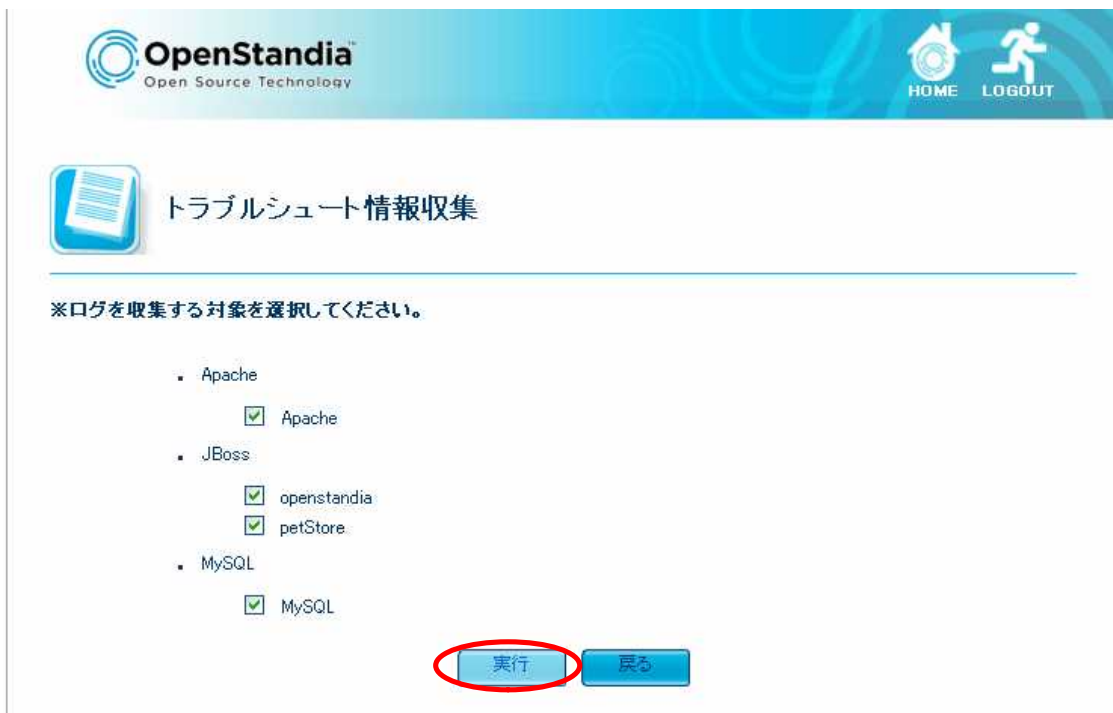 OpenStandia™
Open Source Technology
HOME LOGOUT
トラブルシュート情報収集
※ログを収集する対象を選択してください。
Apache
Apache
JBoss
openstandia
petStore
MySQL
MySQL
実行 戻る